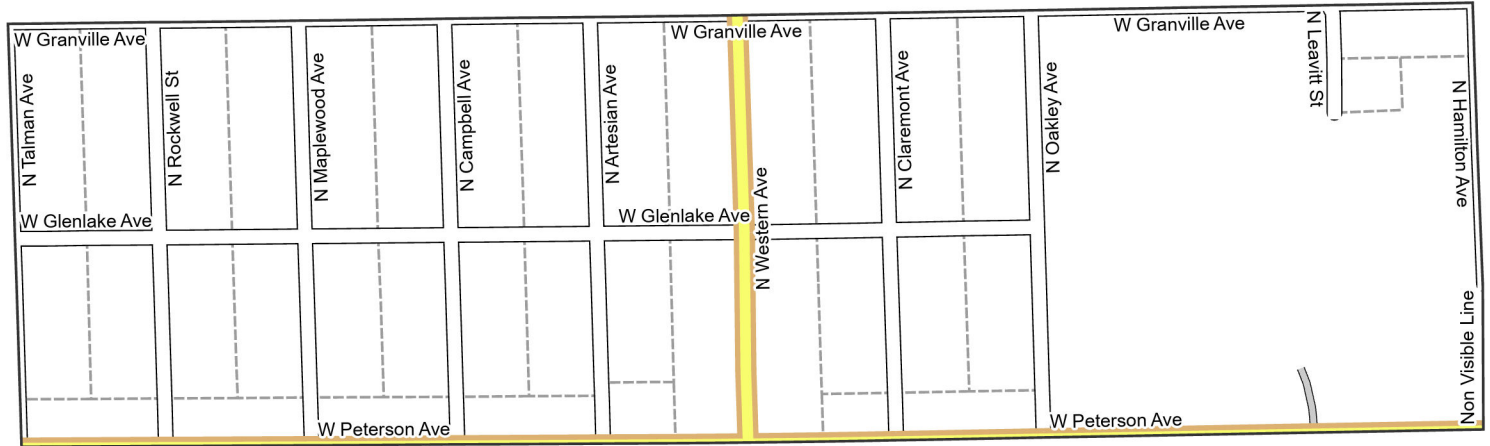 W Granville Ave
W Granville Ave
W Granville Ave
N Talman Ave
N Rockwell St
N Maplewood Ave
N Campbell Ave
N Artesian Ave
N Western Ave
N Claremont Ave
N Oakley Ave
N Leavitt St
N Hamilton Ave
W Glenlake Ave
W Glenlake Ave
Non Visible Line
W Peterson Ave
W Peterson Ave